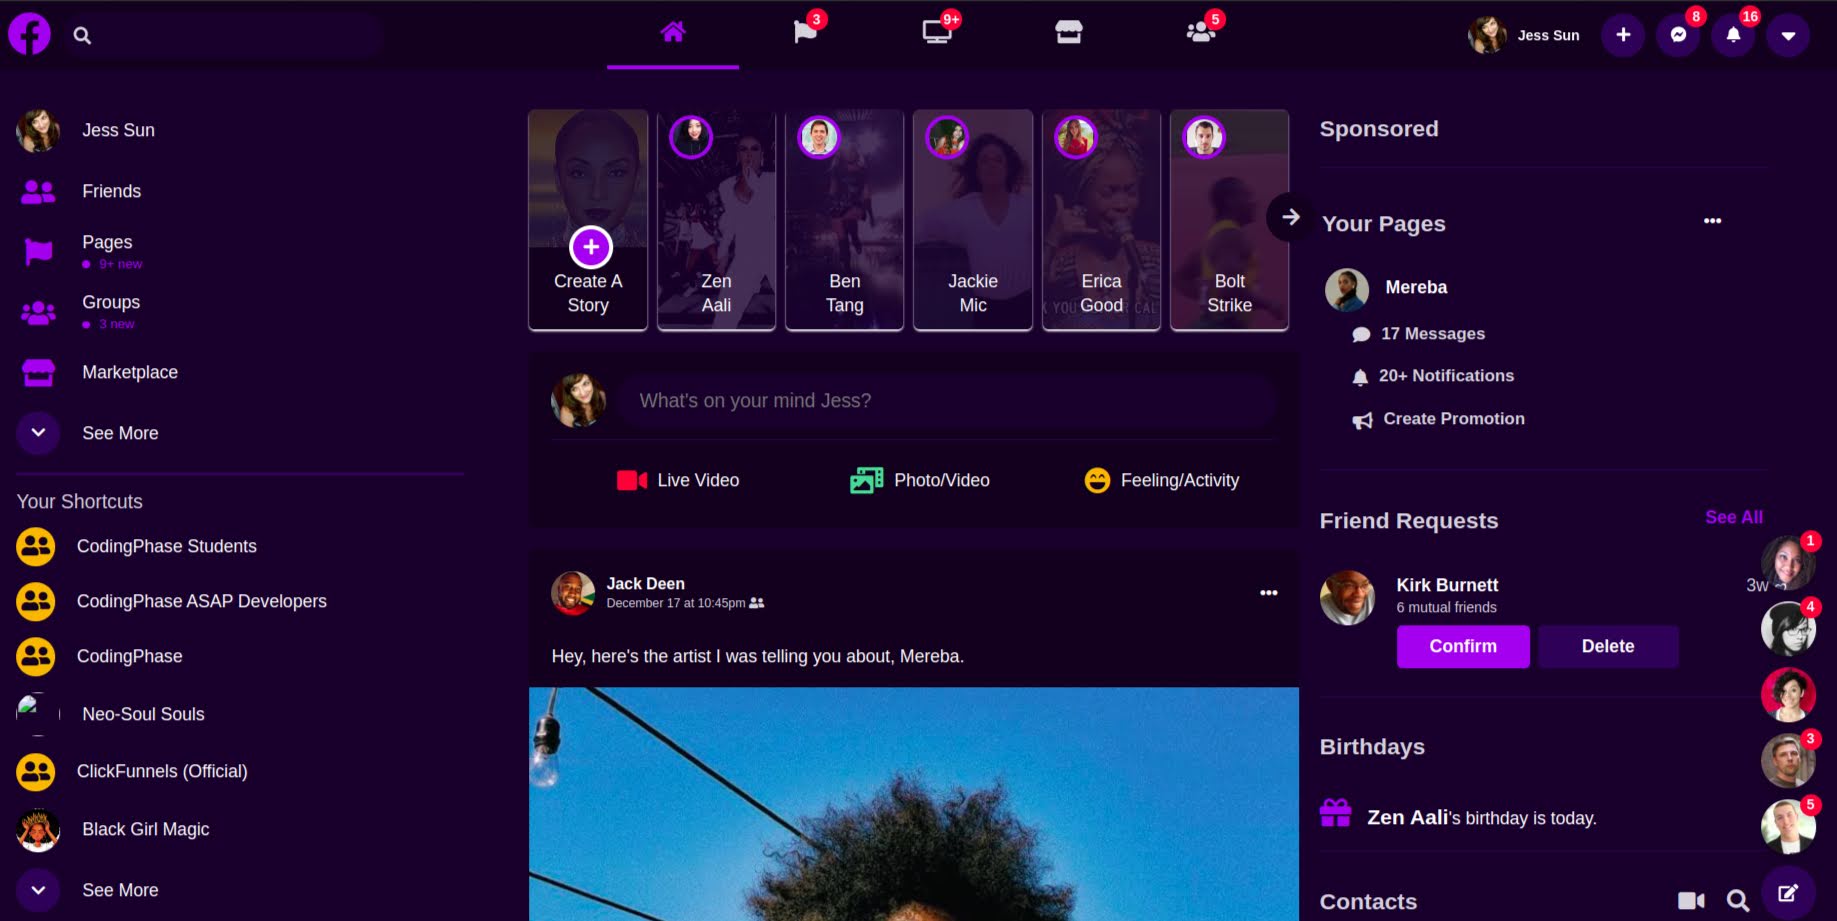 3
9+
5
Jess Sun
8
16
Jess Sun
Friends
Pages
9+ new
Groups
3 new
Marketplace
See More
Your Shortcuts
CodingPhase Students
CodingPhase ASAP Developers
CodingPhase
Neo-Soul Souls
ClickFunnels (Official)
Black Girl Magic
See More
Create A
Story
Zen
Aali
Ben
Tang
Jackie
Mic
Erica
Good
Bolt
Strike
What's on your mind Jess?
Live Video
Photo/Video
Feeling/Activity
Jack Deen
December 17 at 10:45pm
Hey, here's the artist I was telling you about, Mereba.
Sponsored
Your Pages
Mereba
17 Messages
20+ Notifications
Create Promotion
Friend Requests
See All
Kirk Burnett
3w
6 mutual friends
Confirm
Delete
Birthdays
Zen Aali's birthday is today.
Contacts
1
4
3
5